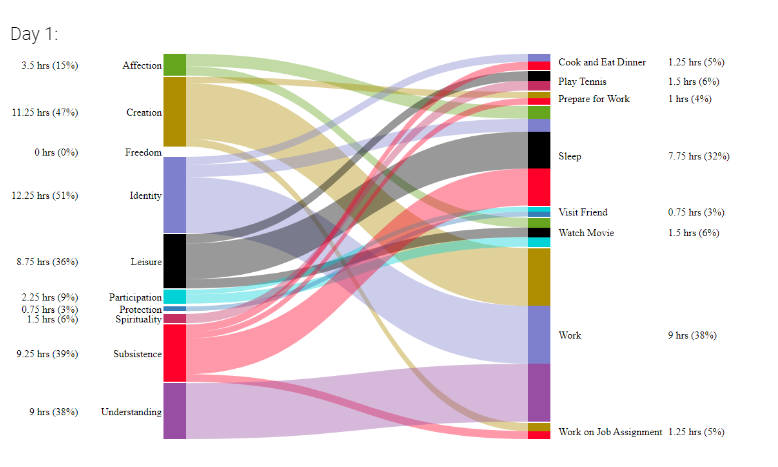 Day 1:
3.5 hrs (15%) Affection
11.25 hrs (47%) Creation
0 hrs (0%) Freedom
12.25 hrs (51%) Identity
8.75 hrs (36%) Leisure
2.25 hrs (9%) Participation
0.75 hrs (3%) Protection
1.5 hrs (6%) Spirituality
9.25 hrs (39%) Subsistence
9 hrs (38%) Understanding
Cook and Eat Dinner 1.25 hrs (5%)
Play Tennis 1.5 hrs (6%)
Prepare for Work 1 hrs (4%)
Sleep 7.75 hrs (32%)
Visit Friend 0.75 hrs (3%)
Watch Movie 1.5 hrs (6%)
Work 9 hrs (38%)
Work on Job Assignment 1.25 hrs (5%)